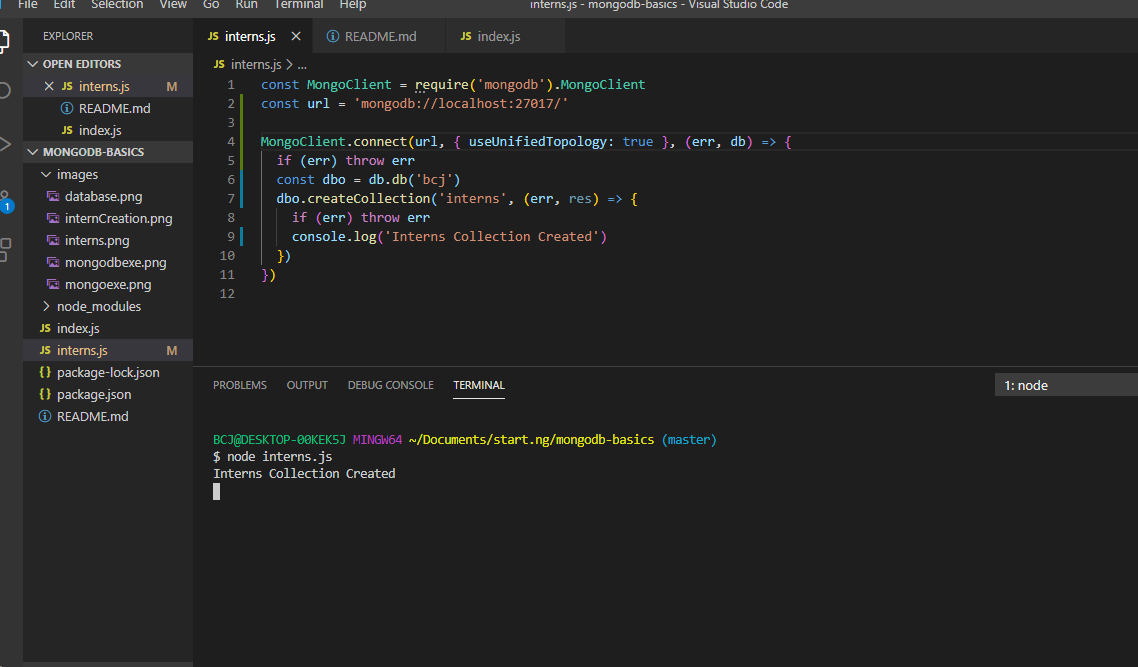 File Edit Selection View Go Run Terminal Help interns.js - mongodb-basics - Visual Studio Code
EXPLORER
OPEN EDITORS
JS interns.js M
README.md
JS index.js
MONGODB-BASICS
images
database.png
internCreation.png
interns.png
mongodbexe.png
mongoexe.png
node_modules
JS index.js
JS interns.js M
{} package-lock.json
{} package.json
README.md
1
JS interns.js README.md JS index.js
JS interns.js > ...
1 const MongoClient = require('mongodb').MongoClient
2 const url = 'mongodb://localhost:27017/'
3
4 MongoClient.connect(url, { useUnifiedTopology: true }, (err, db) => {
5 if (err) throw err
6 const dbo = db.db('bcj')
7 dbo.createCollection('interns', (err, res) => {
8 if (err) throw err
9 console.log('Interns Collection Created')
10 })
11 })
12
PROBLEMS OUTPUT DEBUG CONSOLE TERMINAL 1: node
BCJ@DESKTOP-00KEK5J MINGW64 ~/Documents/start.ng/mongodb-basics (master)
$ node interns.js
Interns Collection Created